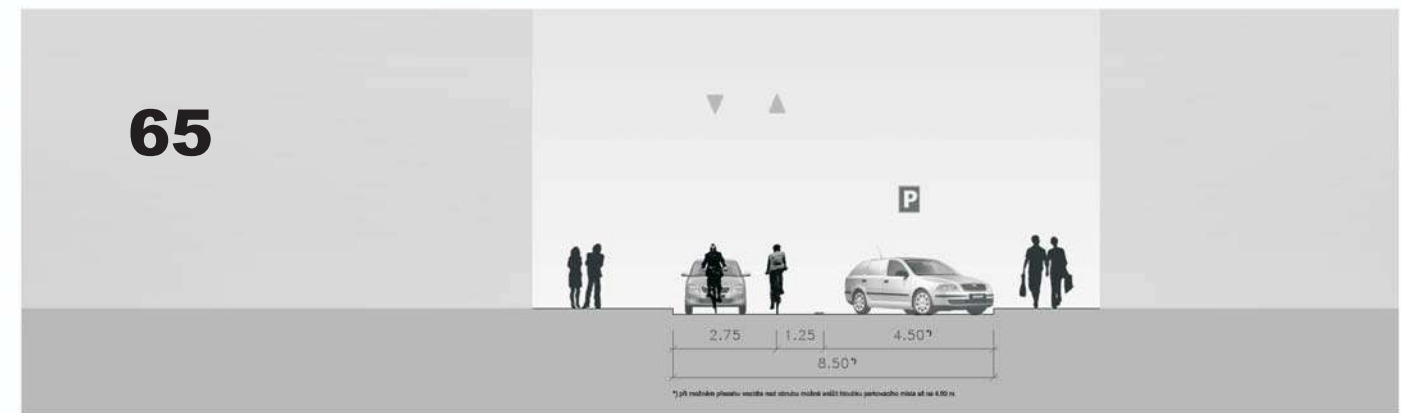 65
P
2.75 1.25 4.50*)
8.50*)
*) při možném přesahu vozidla nad obrubu možné snížit hloubku parkovacího místa až na 4.50 m